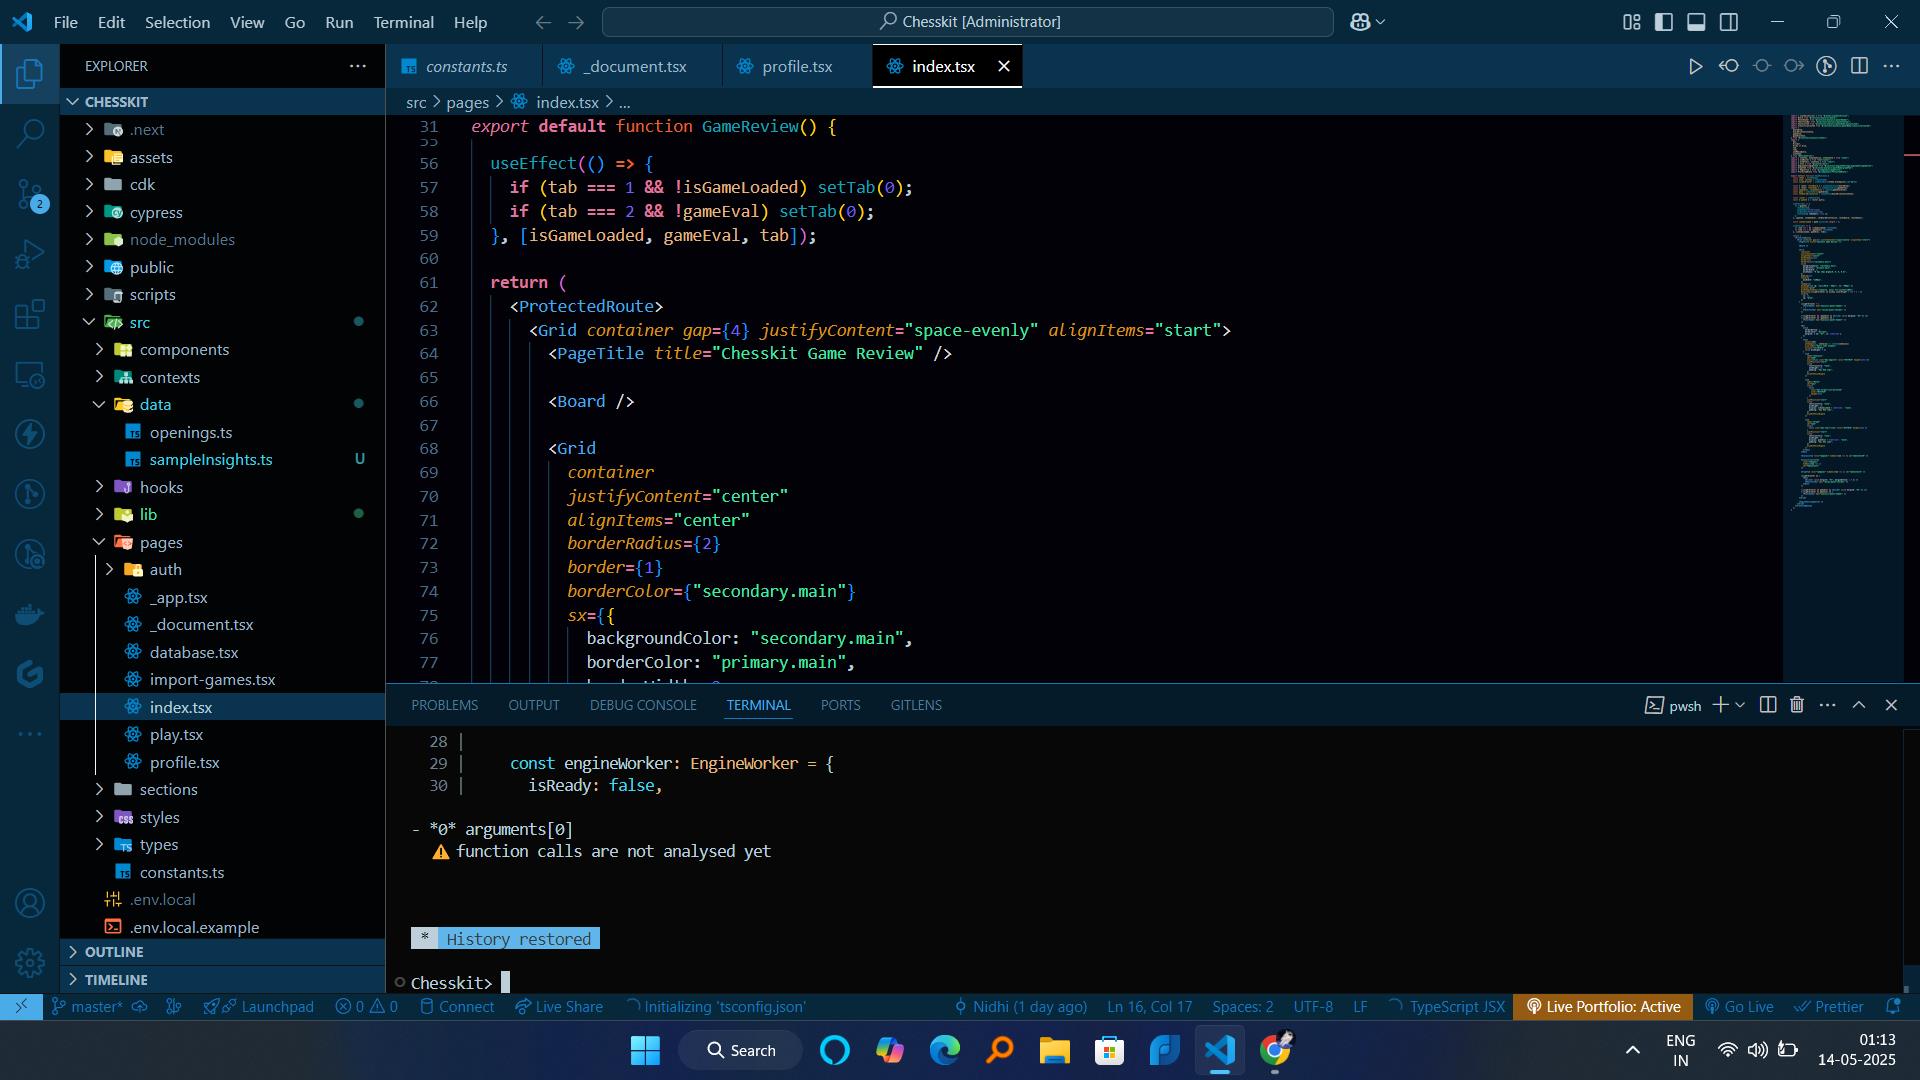 File Edit Selection View Go Run Terminal Help
Chesskit [Administrator]
EXPLORER
CHESSKIT
.next
assets
cdk
cypress
node_modules
public
scripts
src
components
contexts
data
openings.ts
sampleInsights.ts U
hooks
lib
pages
auth
_app.tsx
_document.tsx
database.tsx
import-games.tsx
index.tsx
play.tsx
profile.tsx
sections
styles
types
constants.ts
.env.local
.env.local.example
OUTLINE
TIMELINE
2
constants.ts _document.tsx profile.tsx index.tsx
src > pages > index.tsx > ...
31 export default function GameReview() {
55
56 useEffect(() => {
57 if (tab === 1 && !isGameLoaded) setTab(0);
58 if (tab === 2 && !gameEval) setTab(0);
59 }, [isGameLoaded, gameEval, tab]);
60
61 return (
62 <ProtectedRoute>
63 <Grid container gap={4} justifyContent="space-evenly" alignItems="start">
64 <PageTitle title="Chesskit Game Review" />
65
66 <Board />
67
68 <Grid
69 container
70 justifyContent="center"
71 alignItems="center"
72 borderRadius={2}
73 border={1}
74 borderColor={"secondary.main"}
75 sx={{
76 backgroundColor: "secondary.main",
77 borderColor: "primary.main",
PROBLEMS OUTPUT DEBUG CONSOLE TERMINAL PORTS GITLENS
pwsh
28 |
29 | const engineWorker: EngineWorker = {
30 | isReady: false,
- *0* arguments[0]
⚠ function calls are not analysed yet
* History restored
Chesskit>
master* Launchpad 0 0 Connect Live Share Initializing 'tsconfig.json' Nidhi (1 day ago) Ln 16, Col 17 Spaces: 2 UTF-8 LF TypeScript JSX Live Portfolio: Active Go Live Prettier
Search
ENG
IN
01:13
14-05-2025